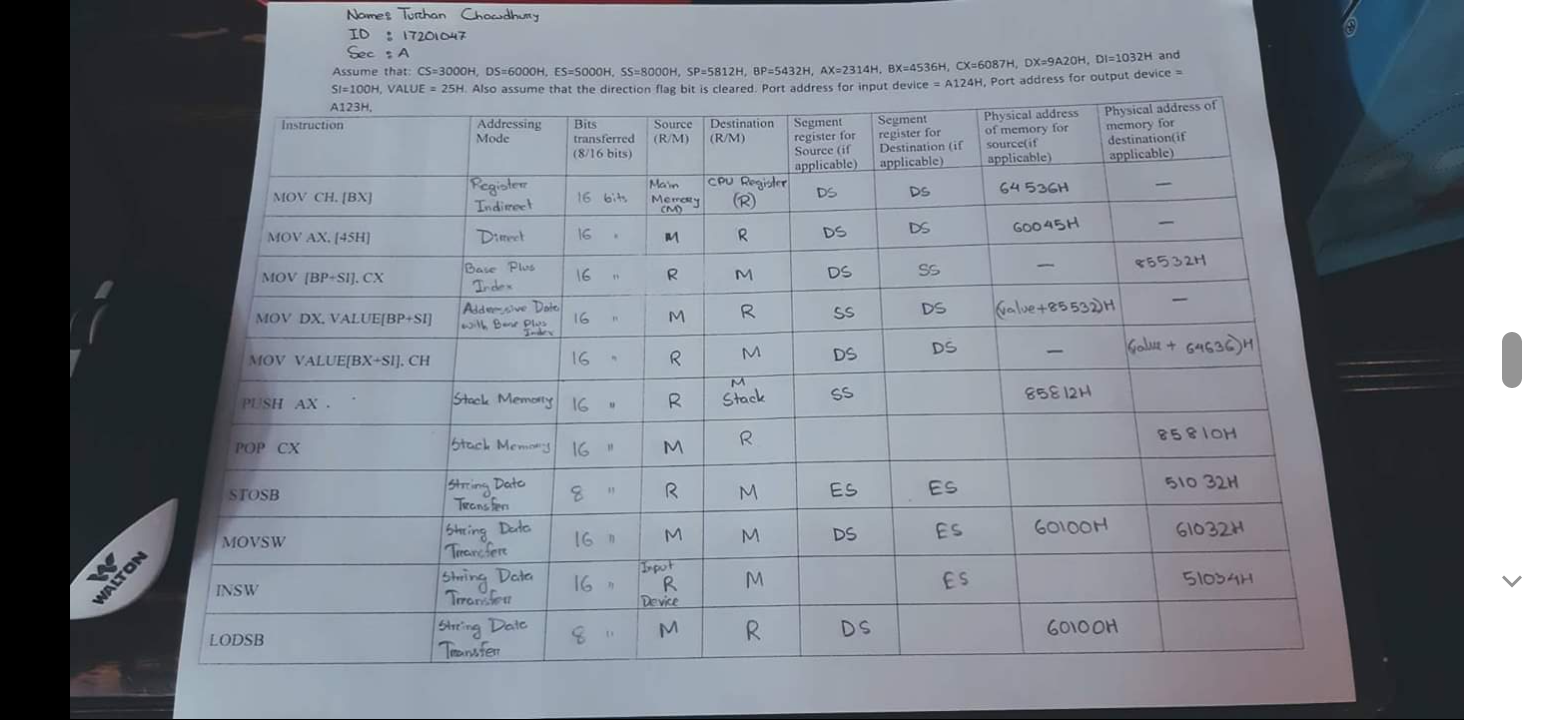 Name: Turhan Chowdhury
ID : 17201047
Sec : A
Assume that: CS=3000H, DS=6000H, ES=5000H, SS=8000H, SP=5812H, BP=5432H, AX=2314H, BX=4536H, CX=6087H, DX=9A20H, DI=1032H and
SI=100H, VALUE = 25H. Also assume that the direction flag bit is cleared. Port address for input device = A124H, Port address for output device =
A123H.
Instruction Addressing Mode Bits transferred (8/16 bits) Source (R/M) Destination (R/M) Segment register for Source (if applicable) Segment register for Destination (if applicable) Physical address of memory for source(if applicable) Physical address of memory for destination(if applicable)
MOV CH, [BX] Register Indirect 16 bits Main Memory (M) CPU Register (R) DS DS 64536H —
MOV AX, [45H] Direct 16 " M R DS DS 60045H —
MOV [BP+SI], CX Base Plus Index 16 " R M DS SS — 85532H
MOV DX, VALUE[BP+SI] Addressive Date with Base Plus Index 16 " M R SS DS (Value+85532)H —
MOV VALUE[BX+SI], CH 16 " R M DS DS — (Value + 64636)H
PUSH AX . 
Stack Memory 16 " R M Stack SS 85812H
POP CX Stack Memory 16 " M R 85810H
STOSB String Data Transfer 8 " R M ES ES 51032H
MOVSW String Data Transfer 16 " M M DS ES 60100H 61032H
INSW String Data Transfer 16 " Input R Device M ES 51034H
LODSB String Data Transfer 8 " M R DS 60100H
WALTON